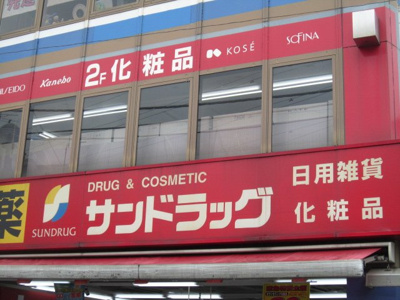 SHISEIDO Kanebo 2F 化粧品 KOSÉ SOFINA
薬 SUNDRUG DRUG & COSMETIC サンドラッグ 日用雑貨 化粧品